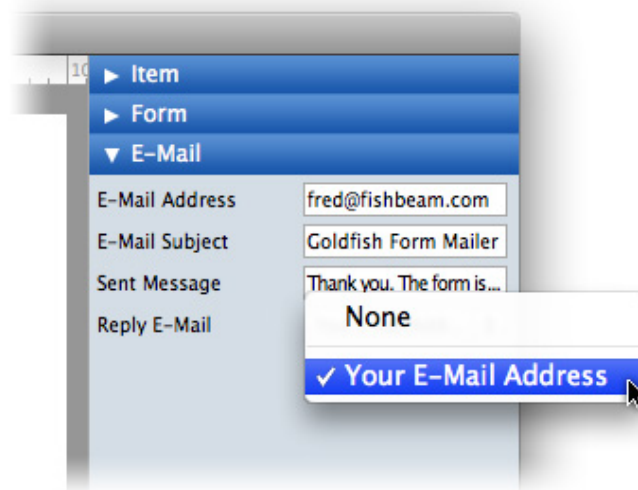 10
Item
Form
E-Mail
E-Mail Address fred@fishbeam.com
E-Mail Subject Goldfish Form Mailer
Sent Message Thank you. The form is...
Reply E-Mail
None
✓ Your E-Mail Address